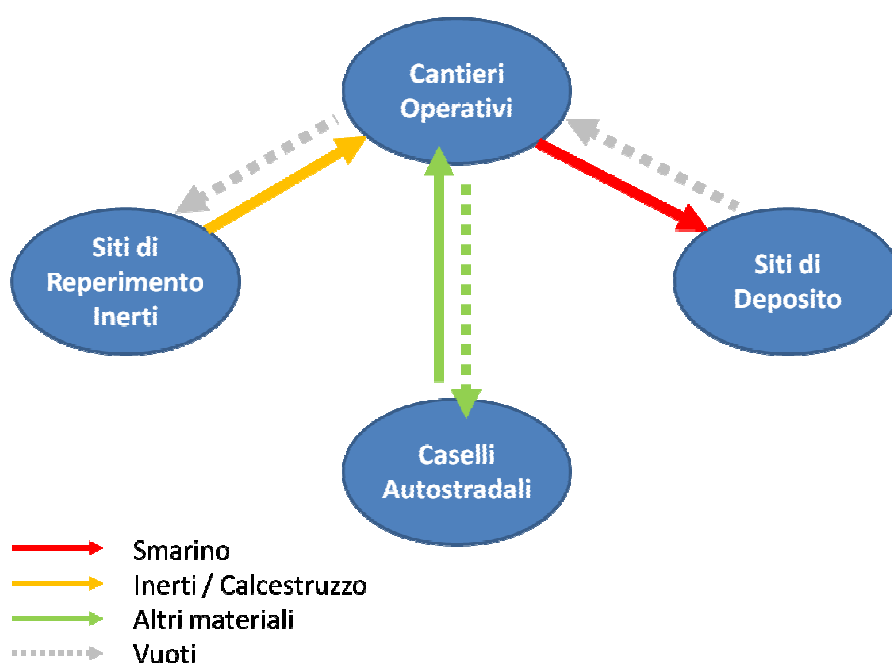 Cantieri
Operativi
Siti di
Reperimento
Inerti
Siti di
Deposito
Caselli
Autostradali
Smarino
Inerti / Calcestruzzo
Altri materiali
Vuoti